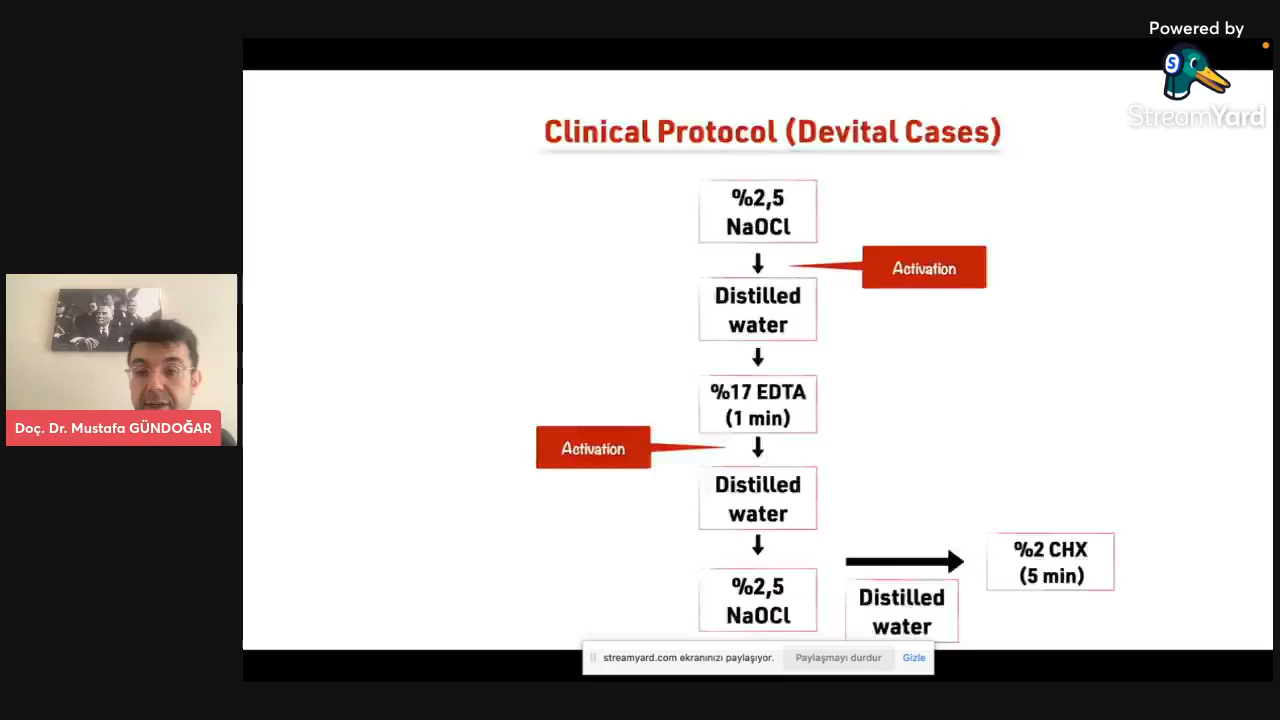 Powered by
StreamYard
Clinical Protocol (Devital Cases)
%2,5
NaOCl
Activation
Distilled
water
%17 EDTA
(1 min)
Activation
Distilled
water
%2,5
NaOCl
Distilled
water
%2 CHX
(5 min)
Doç. Dr. Mustafa GÜNDOĞAR
streamyard.com ekranınızı paylaşıyor.
Paylaşmayı durdur
Gizle